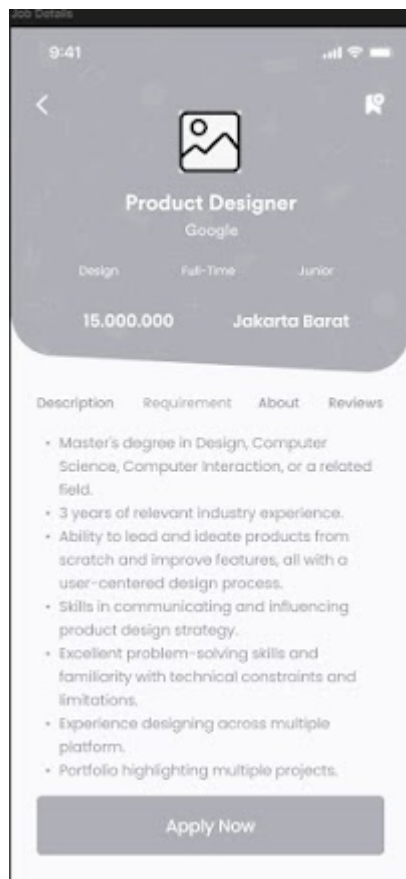 Job Details
9:41
Product Designer
Google
Design Full-Time Junior
15.000.000 Jakarta Barat
Description Requirement About Reviews
• Master's degree in Design, Computer
Science, Computer Interaction, or a related
field.
• 3 years of relevant industry experience.
• Ability to lead and ideate products from
scratch and improve features, all with a
user-centered design process.
• Skills in communicating and influencing
product design strategy.
• Excellent problem-solving skills and
familiarity with technical constraints and
limitations.
• Experience designing across multiple
platform.
• Portfolio highlighting multiple projects.
Apply Now